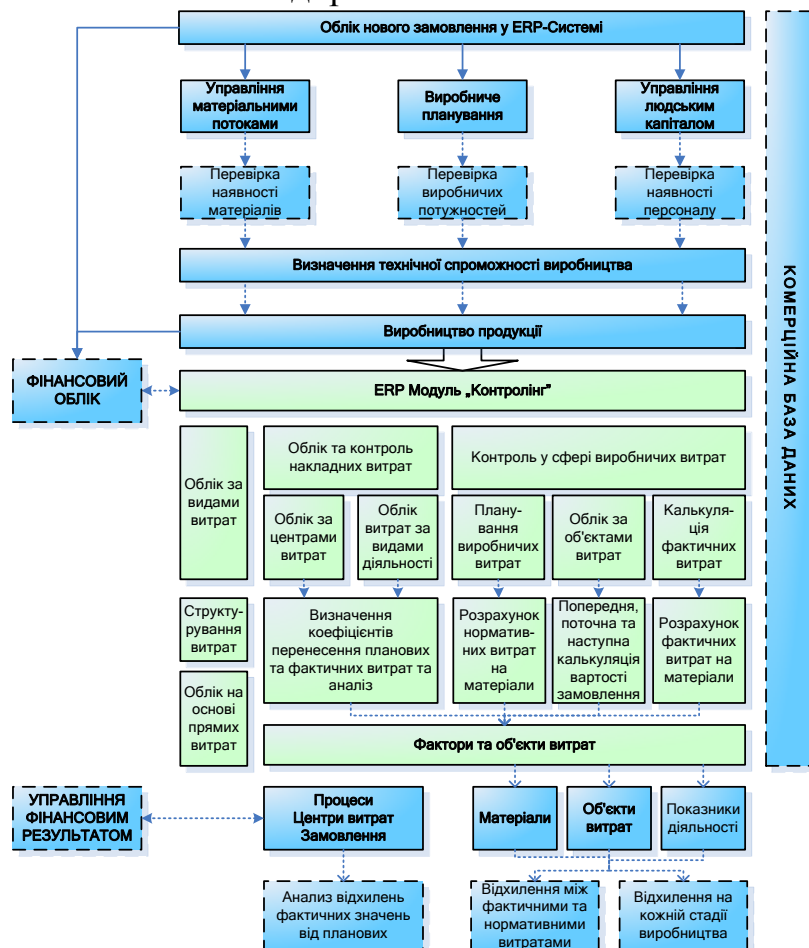 Облік нового замовлення у ERP-Системі
Управління
матеріальними
потоками
Виробниче
планування
Управління
людським
капіталом
Перевірка
наявності
матеріалів
Перевірка
виробничих
потужностей
Перевірка
наявності
персоналу
Визначення технічної спроможності виробництва
Виробництво продукції
ФІНАНСОВИЙ
ОБЛІК
ERP Модуль „Контролінг”
КОМЕРЦІЙНА БАЗА ДАНИХ
Облік за
видами
витрат
Облік та контроль
накладних витрат
Контроль у сфері виробничих витрат
Облік за
центрами
витрат
Облік
витрат за
видами
діяльності
Плану-
вання
виробничих
витрат
Облік за
об'єктами
витрат
Калькуля-
ція
фактичних
витрат
Структу-
рування
витрат
Визначення
коефіцієнтів
перенесення планових
та фактичних витрат та
аналіз
Розрахунок
норматив-
них витрат
на
матеріали
Попередня,
поточна та
наступна
калькуляція
вартості
замовлення
Розрахунок
фактичних
витрат на
матеріали
Облік на
основі
прямих
витрат
Фактори та об'єкти витрат
УПРАВЛІННЯ
ФІНАНСОВИМ
РЕЗУЛЬТАТОМ
Процеси
Центри витрат
Замовлення
Матеріали
Об'єкти
витрат
Показники
діяльності
Анализ відхилень
фактичних значень
від планових
Відхилення між
фактичними та
нормативними
витратами
Відхилення на
кожній стадії
виробництва